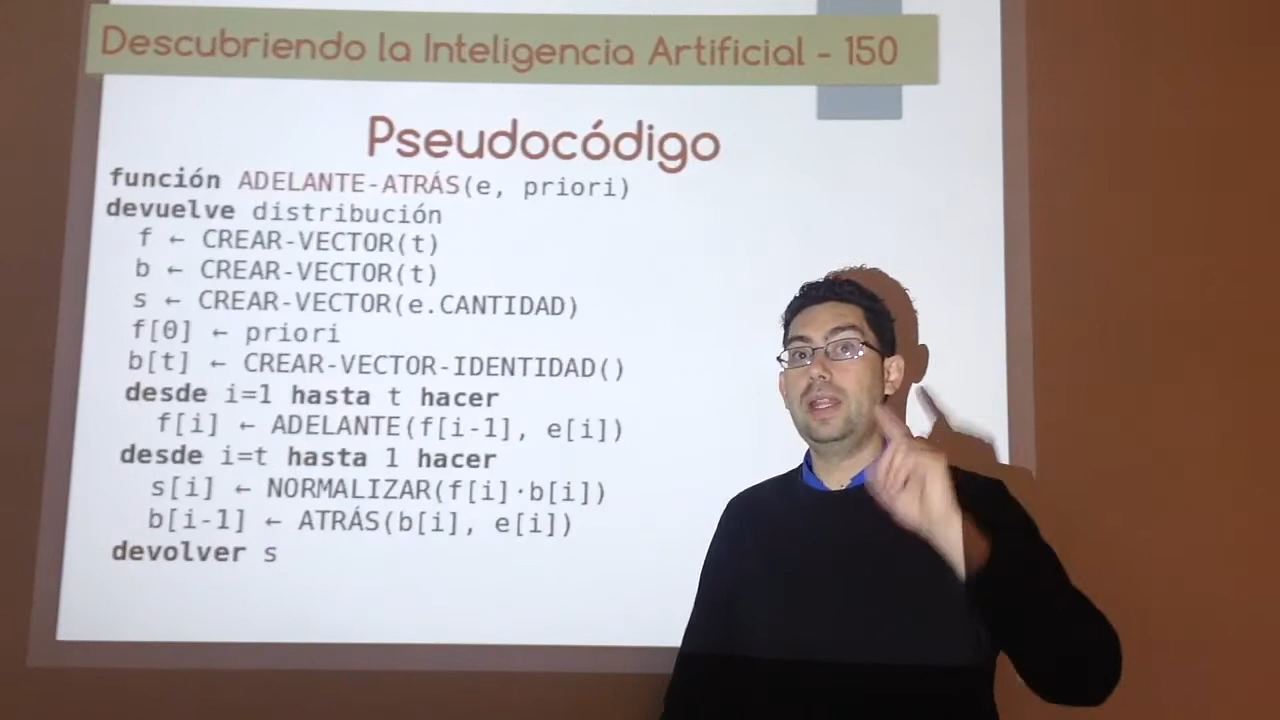 Descubriendo la Inteligencia Artificial - 150
Pseudocódigo
función ADELANTE-ATRÁS(e, priori)
devuelve distribución
f ← CREAR-VECTOR(t)
b ← CREAR-VECTOR(t)
s ← CREAR-VECTOR(e.CANTIDAD)
f[0] ← priori
b[t] ← CREAR-VECTOR-IDENTIDAD()
desde i=1 hasta t hacer
f[i] ← ADELANTE(f[i-1], e[i])
desde i=t hasta 1 hacer
s[i] ← NORMALIZAR(f[i]·b[i])
b[i-1] ← ATRÁS(b[i], e[i])
devolver s